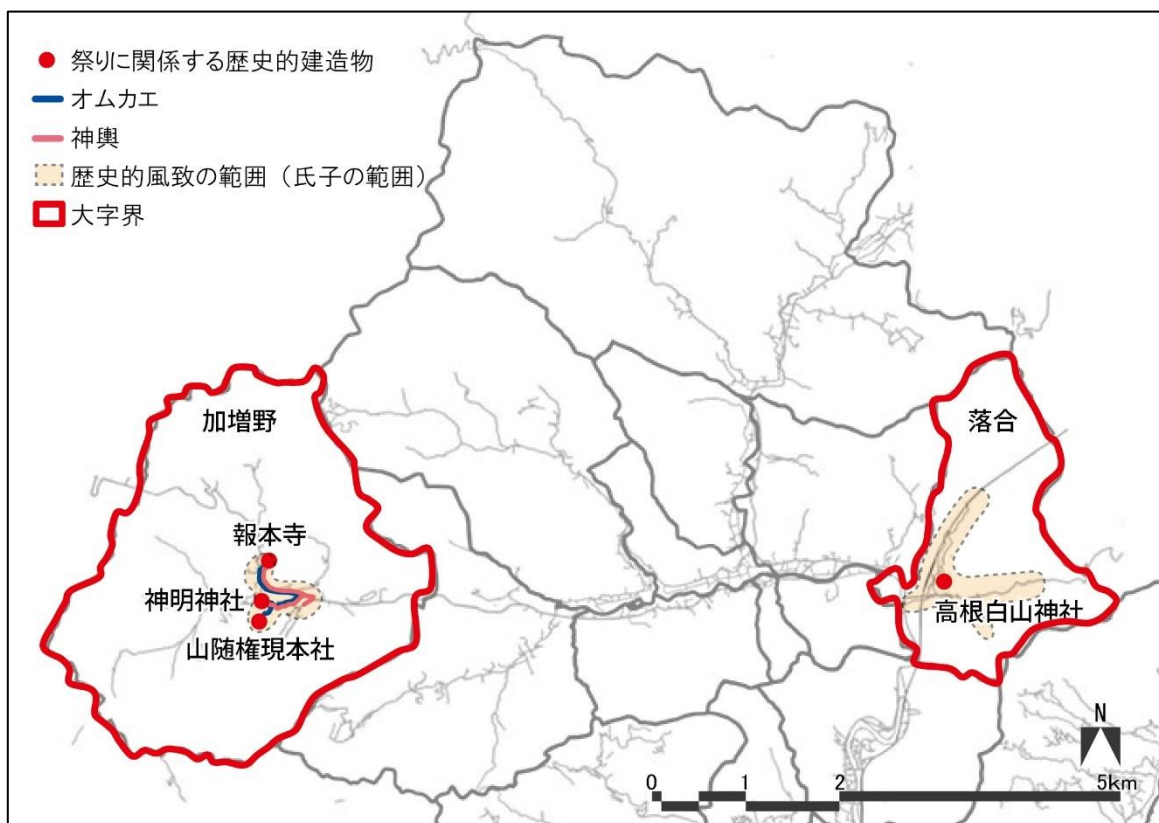 祭りに関係する歴史的建造物
オムカエ
神輿
歴史的風致の範囲（氏子の範囲）
大字界
加増野
落合
報本寺
神明神社
高根白山神社
山随権現本社
N
0 1 2 5km